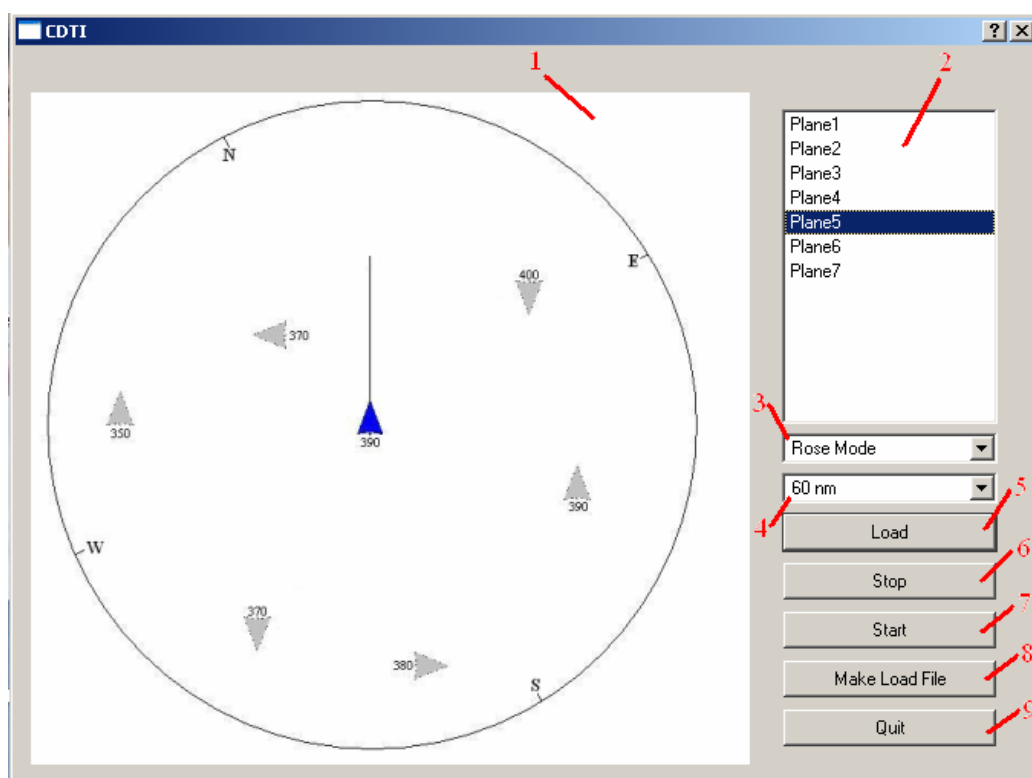 CDTI
1
2
Plane1
Plane2
Plane3
Plane4
Plane5
Plane6
Plane7
N
E
400
370
350
390
390
W
370
380
S
3
Rose Mode
60 nm
4
Load
5
Stop
6
Start
7
Make Load File
8
Quit
9